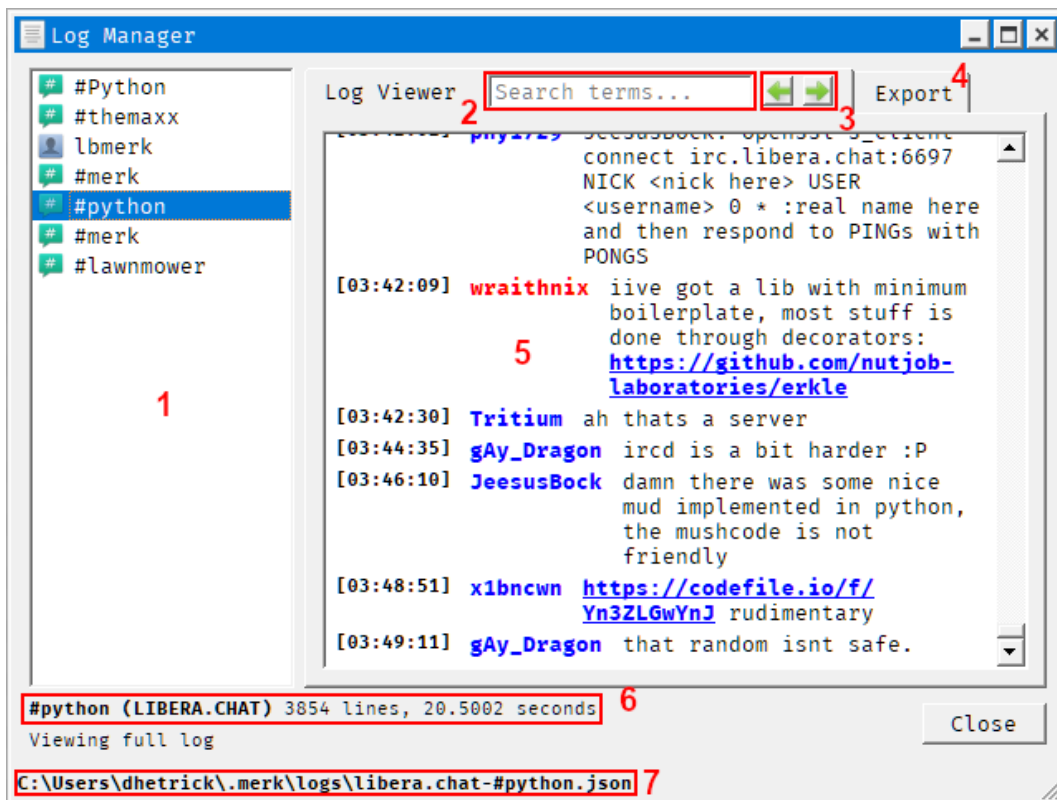 Log Manager
#Python
#themaxx
lbmerk
#merk
#python
#merk
#lawnmower
1
Log Viewer
2
Search terms...
3
Export
4
connect irc.libera.chat:6697
NICK <nick here> USER
<username> 0 * :real name here
and then respond to PINGs with
PONGS
[03:42:09] wraithnix iive got a lib with minimum
boilerplate, most stuff is
done through decorators:
https://github.com/nutjob-
laboratories/erkle
5
[03:42:30] Tritium ah thats a server
[03:44:35] gAy_Dragon ircd is a bit harder :P
[03:46:10] JeesusBock damn there was some nice
mud implemented in python,
the mushcode is not
friendly
[03:48:51] x1bncwn https://codefile.io/f/
Yn3ZLGwYnJ rudimentary
[03:49:11] gAy_Dragon that random isnt safe.
#python (LIBERA.CHAT) 3854 lines, 20.5002 seconds
6
Viewing full log
Close
C:\Users\dhetrick\.merk\logs\libera.chat-#python.json
7